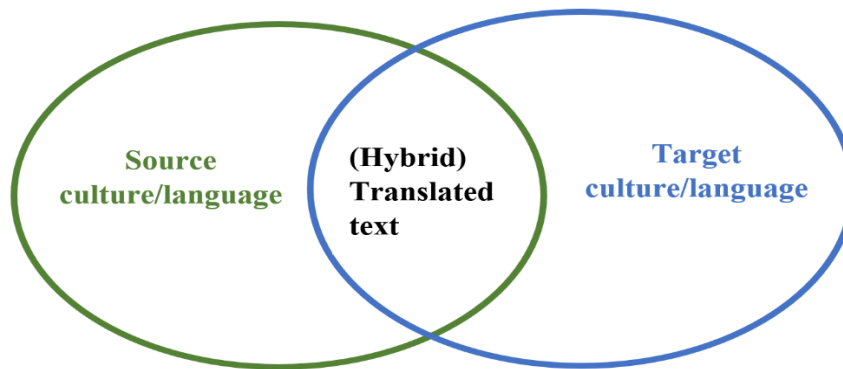 Source
culture/language
(Hybrid)
Translated
text
Target
culture/language